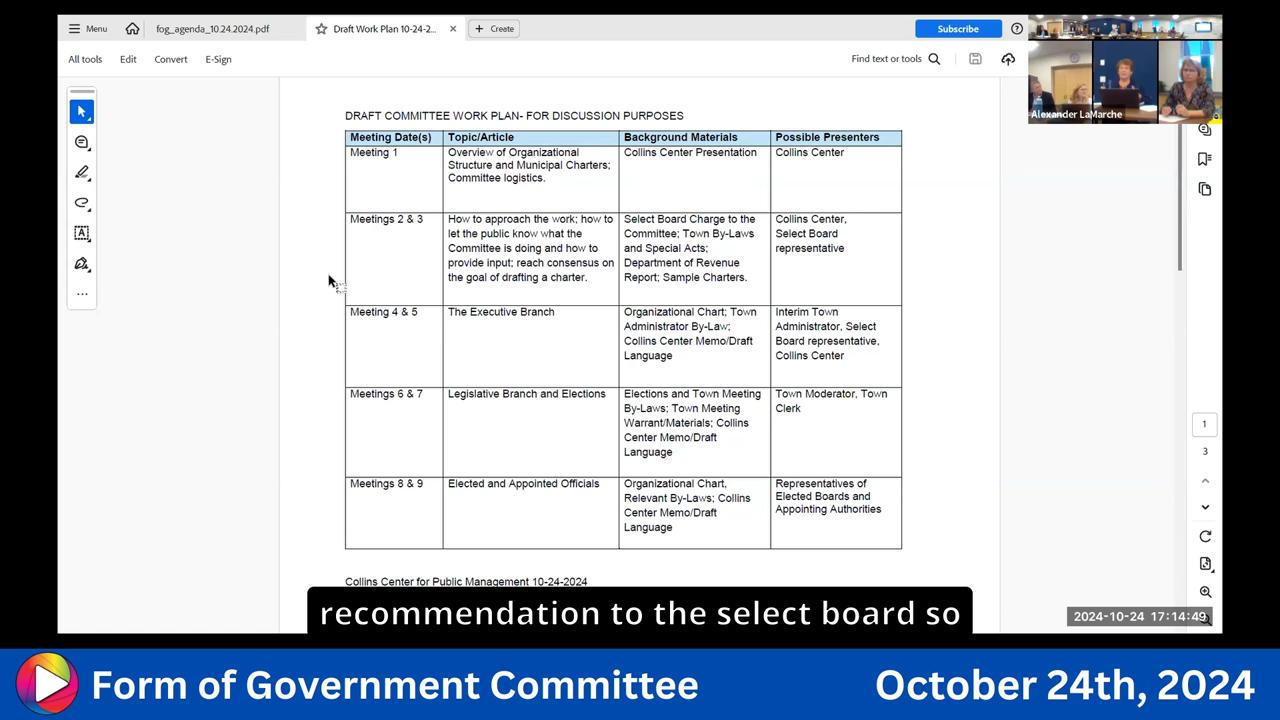 Menu
fog_agenda_10.24.2024.pdf
Draft Work Plan 10-24-2...
Create
Subscribe
All tools
Edit
Convert
E-Sign
Find text or tools
Alexander LaMarche
DRAFT COMMITTEE WORK PLAN- FOR DISCUSSION PURPOSES
Meeting Date(s)
Topic/Article
Background Materials
Possible Presenters
Meeting 1
Overview of Organizational
Structure and Municipal Charters;
Committee logistics.
Collins Center Presentation
Collins Center
Meetings 2 & 3
How to approach the work; how to
let the public know what the
Committee is doing and how to
provide input; reach consensus on
the goal of drafting a charter.
Select Board Charge to the
Committee; Town By-Laws
and Special Acts;
Department of Revenue
Report; Sample Charters.
Collins Center,
Select Board
representative
Meeting 4 & 5
The Executive Branch
Organizational Chart; Town
Administrator By-Law;
Collins Center Memo/Draft
Language
Interim Town
Administrator, Select
Board representative,
Collins Center
Meetings 6 & 7
Legislative Branch and Elections
Elections and Town Meeting
By-Laws; Town Meeting
Warrant/Materials; Collins
Center Memo/Draft
Language
Town Moderator, Town
Clerk
Meetings 8 & 9
Elected and Appointed Officials
Organizational Chart,
Relevant By-Laws; Collins
Center Memo/Draft
Language
Representatives of
Elected Boards and
Appointing Authorities
Collins Center for Public Management 10-24-2024
1
3
recommendation to the select board so
2024-10-24 17:14:49
Form of Government Committee
October 24th, 2024